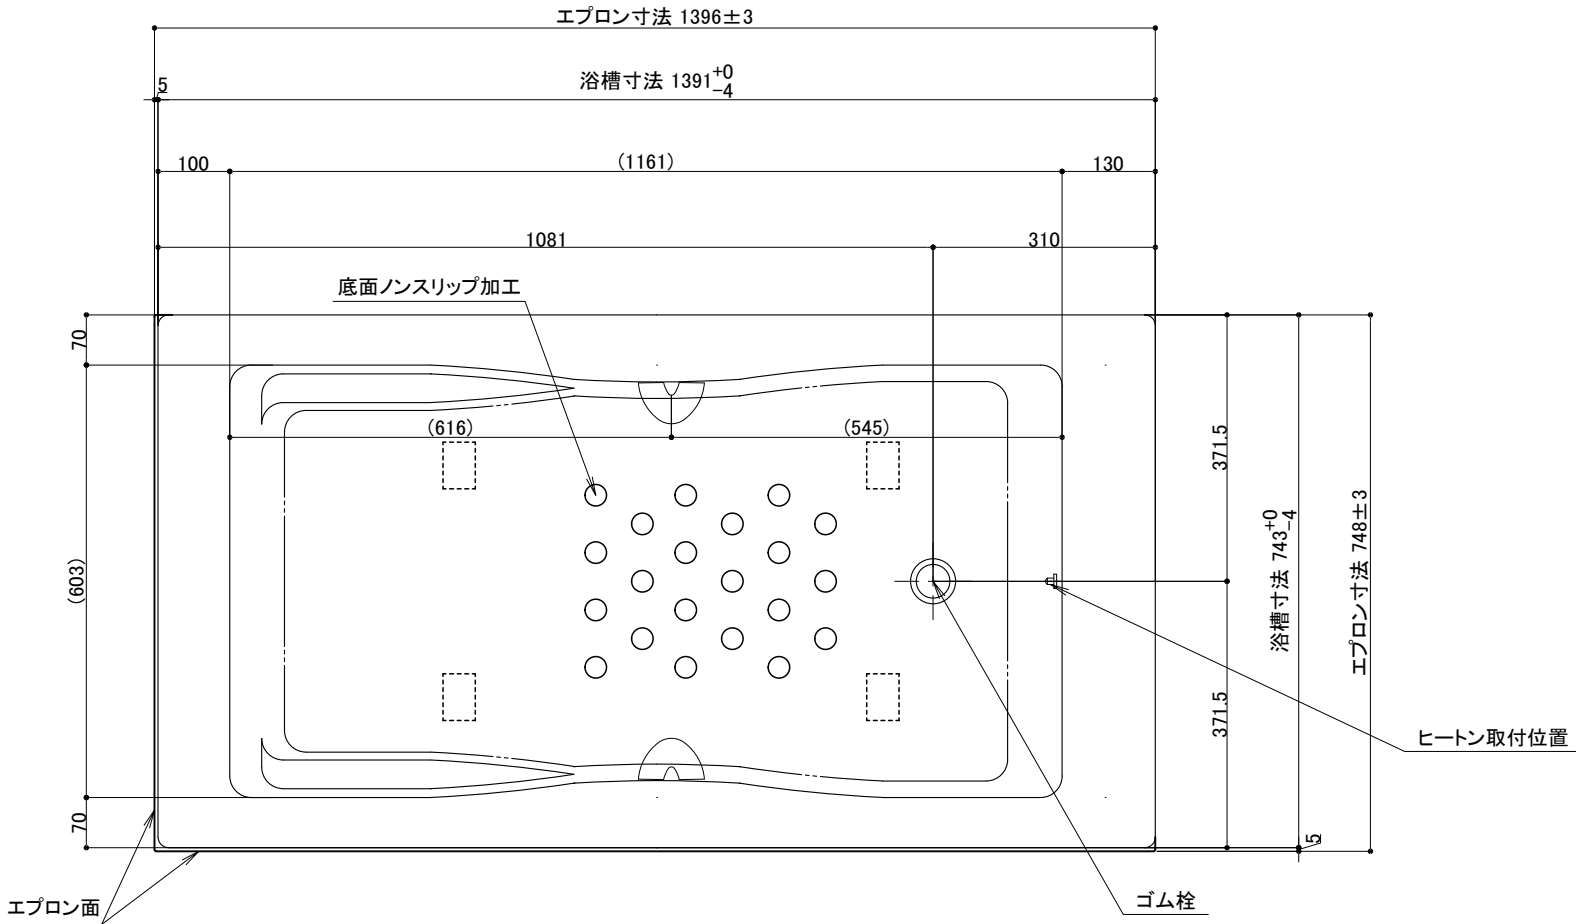 エプロン寸法 1396±3
浴槽寸法 1391 +0 -4
5
100
(1161)
130
1081
310
底面ノンスリップ加工
70
(616)
(545)
371.5
浴槽寸法 743 +0 -4
エプロン寸法 748±3
(603)
371.5
ヒートン取付位置
70
5
エプロン面
ゴム栓